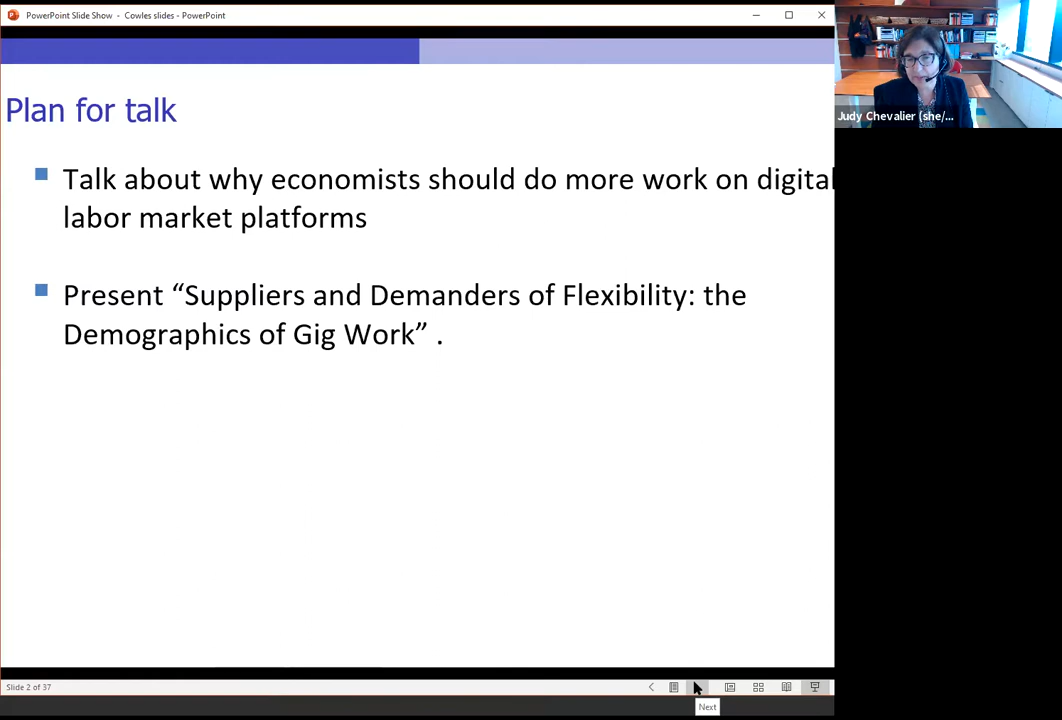 PowerPoint Slide Show - Cowles slides - PowerPoint
Plan for talk
Talk about why economists should do more work on digital
labor market platforms
Present “Suppliers and Demanders of Flexibility: the
Demographics of Gig Work” .
Judy Chevalier (she/...
Slide 2 of 37
Next